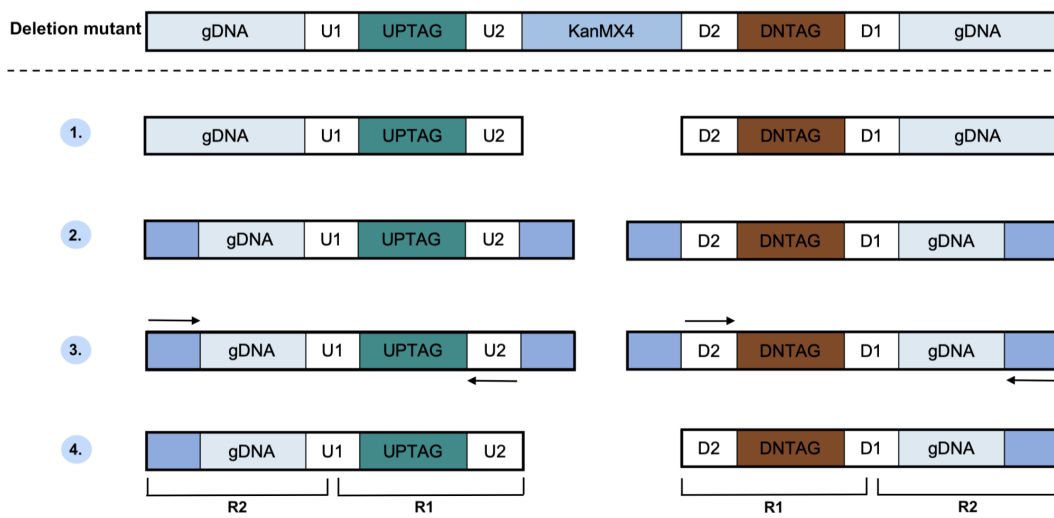 Deletion mutant gDNA U1 UPTAG U2 KanMX4 D2 DNTAG D1 gDNA
1. gDNA U1 UPTAG U2 D2 DNTAG D1 gDNA
2. gDNA U1 UPTAG U2 D2 DNTAG D1 gDNA
3. gDNA U1 UPTAG U2 D2 DNTAG D1 gDNA
4. gDNA U1 UPTAG U2 D2 DNTAG D1 gDNA
R2 R1 R1 R2